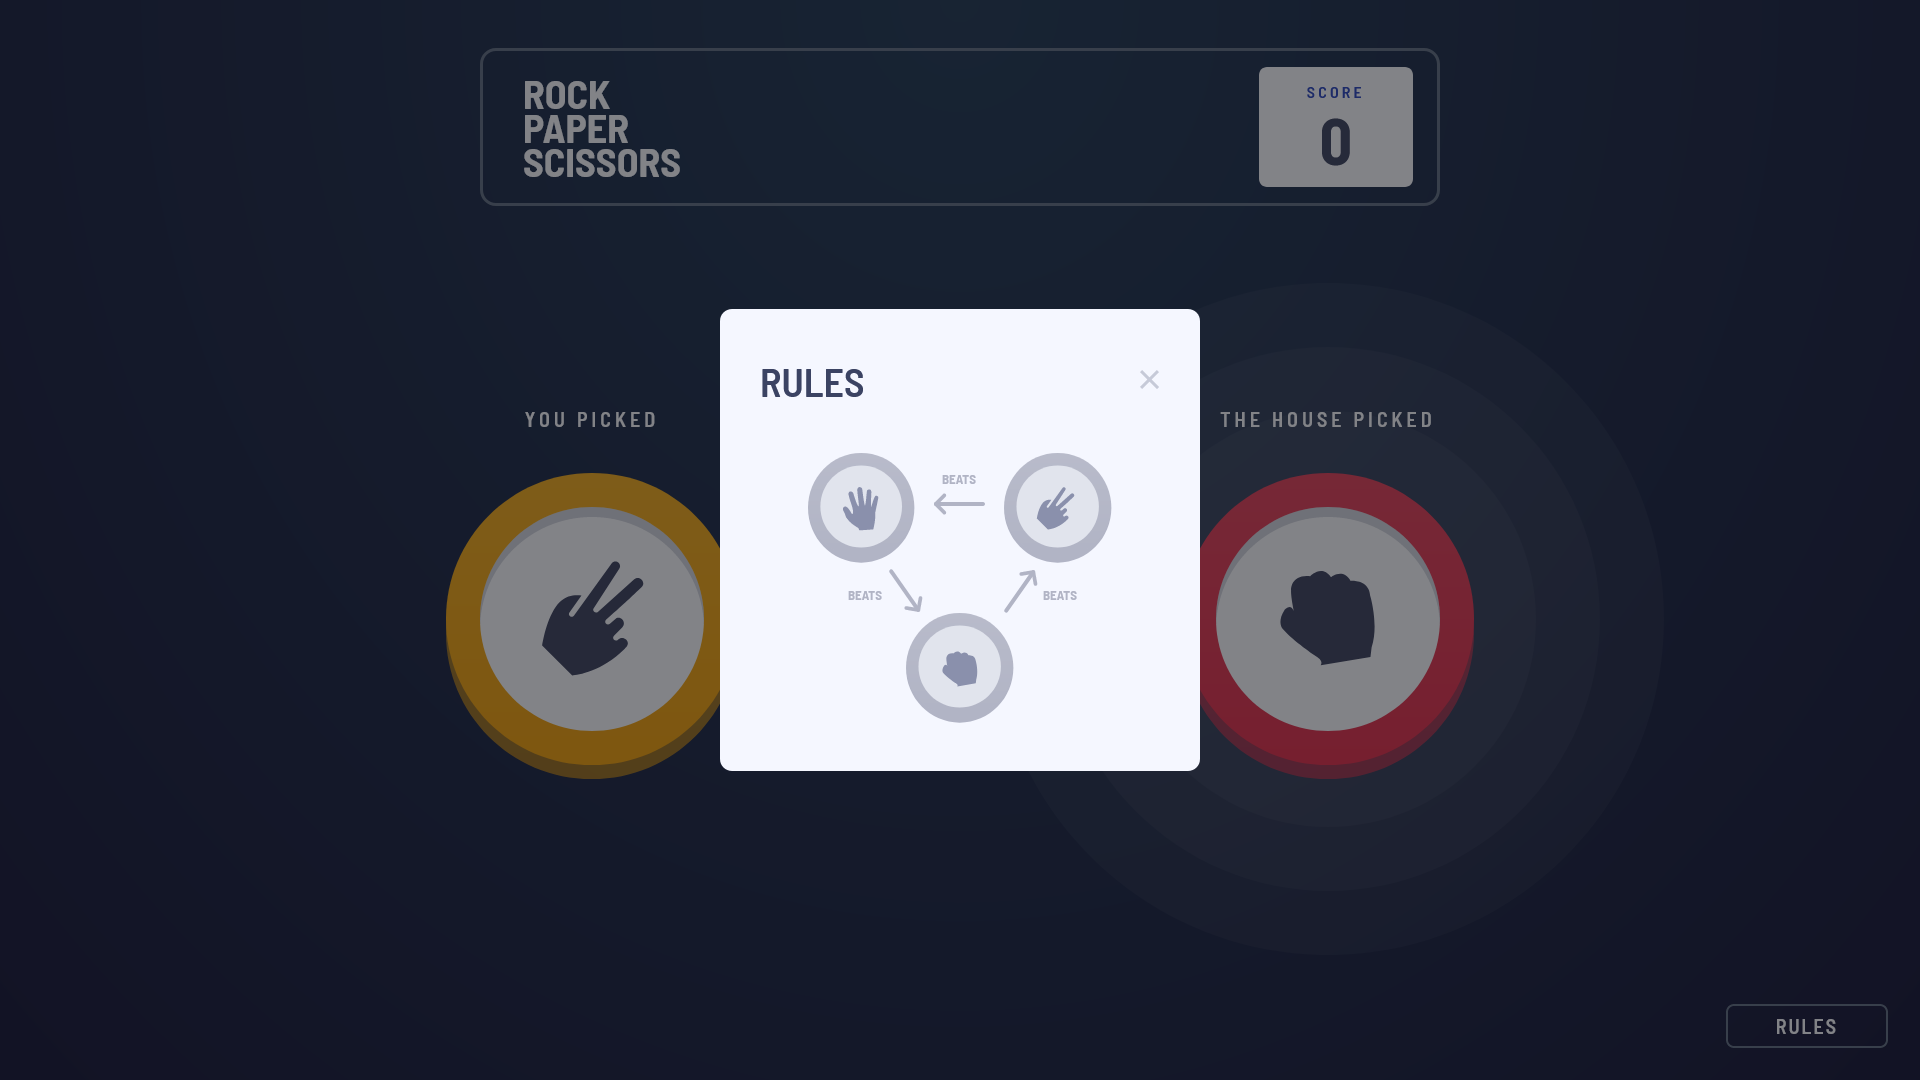 ROCK
PAPER
SCISSORS
SCORE
0
YOU PICKED
THE HOUSE PICKED
RULES
BEATS
BEATS
BEATS
RULES